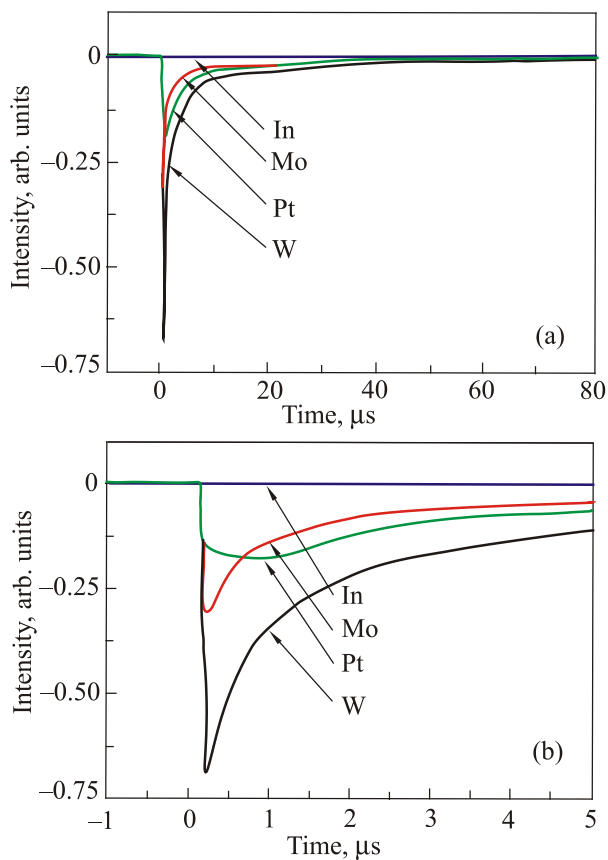 0
−0.25
−0.50
−0.75
Intensity, arb. units
In
Mo
Pt
W
(a)
0 20 40 60 80
Time, μs
0
−0.25
−0.50
−0.75
Intensity, arb. units
In
Mo
Pt
W
(b)
−1 0 1 2 3 4 5
Time, μs